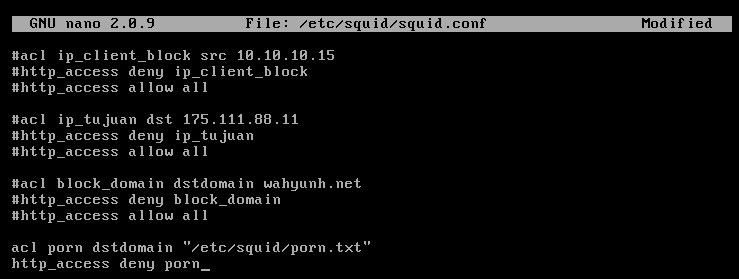 GNU nano 2.0.9 File: /etc/squid/squid.conf Modified
#acl ip_client_block src 10.10.10.15
#http_access deny ip_client_block
#http_access allow all
#acl ip_tujuan dst 175.111.88.11
#http_access deny ip_tujuan
#http_access allow all
#acl block_domain dstdomain wahyunh.net
#http_access deny block_domain
#http_access allow all
acl porn dstdomain "/etc/squid/porn.txt"
http_access deny porn_